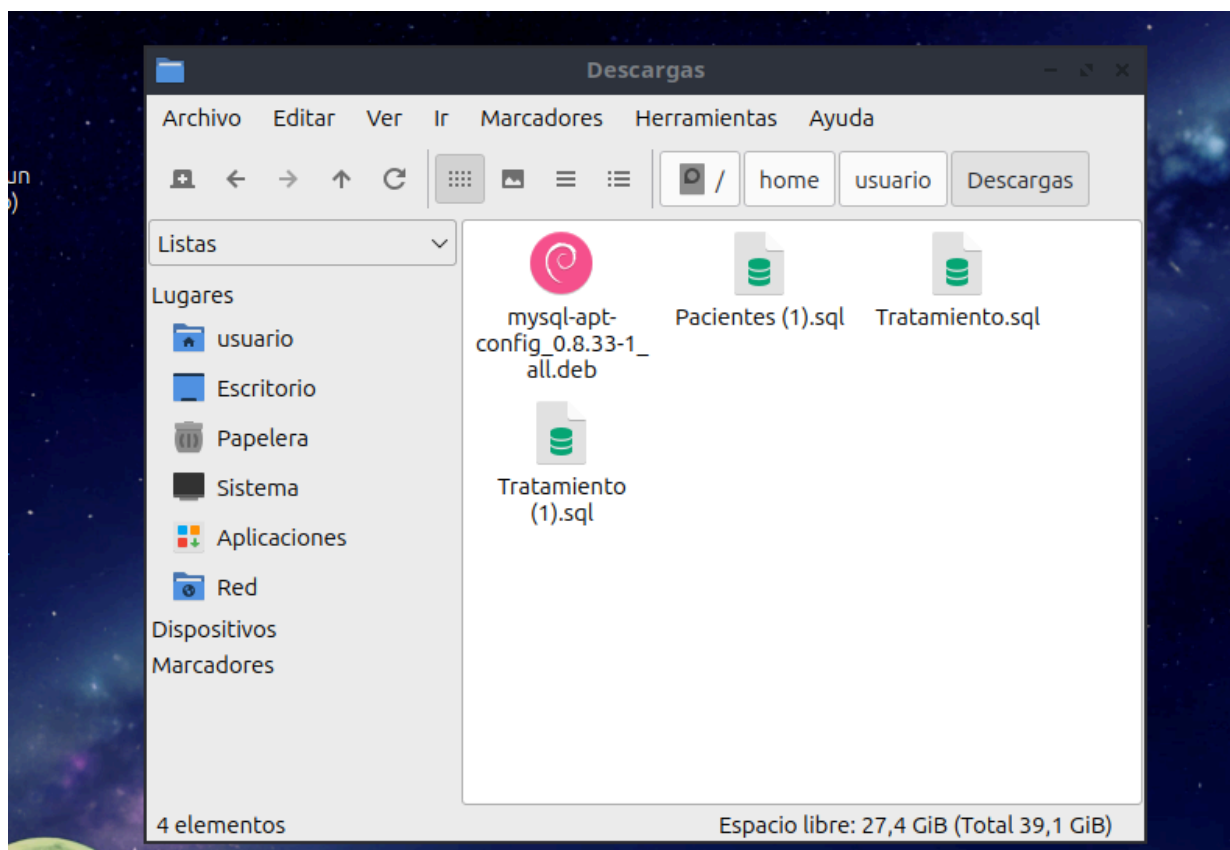 Descargas
Archivo Editar Ver Ir Marcadores Herramientas Ayuda
/ home usuario Descargas
un
)
Listas
Lugares
usuario
Escritorio
Papelera
Sistema
Aplicaciones
Red
Dispositivos
Marcadores
mysql-apt-
config_0.8.33-1_
all.deb
Pacientes (1).sql
Tratamiento.sql
Tratamiento
(1).sql
4 elementos
Espacio libre: 27,4 GiB (Total 39,1 GiB)